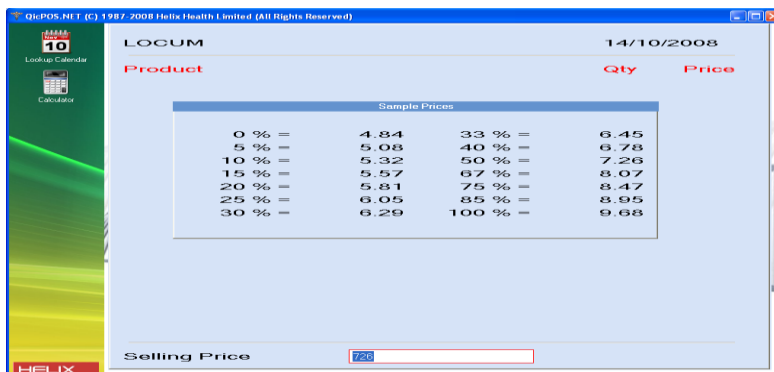 QicPOS.NET (C) 1987-2008 Helix Health Limited (All Rights Reserved)
Nov
10
Lookup Calendar
Calculator
LOCUM 14/10/2008
Product Qty Price
Sample Prices
0 % = 4.84 33 % = 6.45
5 % = 5.08 40 % = 6.78
10 % = 5.32 50 % = 7.26
15 % = 5.57 67 % = 8.07
20 % = 5.81 75 % = 8.47
25 % = 6.05 85 % = 8.95
30 % = 6.29 100 % = 9.68
Selling Price 726
HELIX